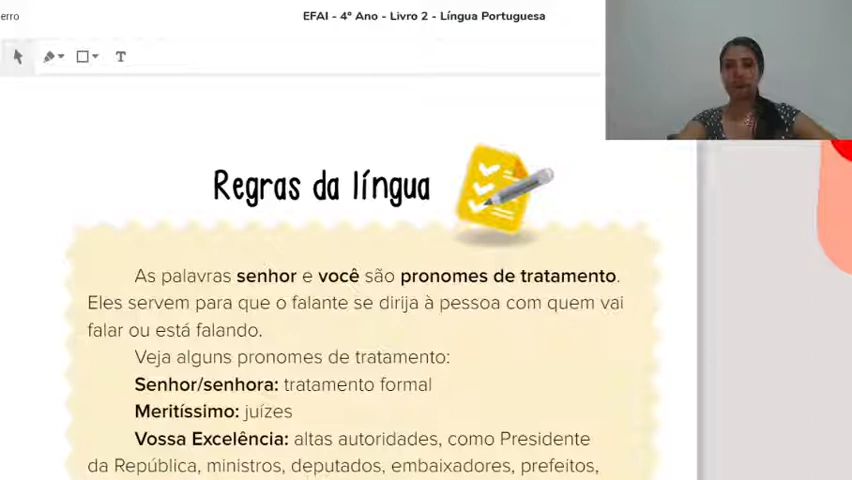 erro
EFAI - 4º Ano - Livro 2 - Língua Portuguesa
T
Regras da língua
As palavras senhor e você são pronomes de tratamento.
Eles servem para que o falante se dirija à pessoa com quem vai
falar ou está falando.
Veja alguns pronomes de tratamento:
Senhor/senhora: tratamento formal
Meritíssimo: juízes
Vossa Excelência: altas autoridades, como Presidente
da República, ministros, deputados, embaixadores, prefeitos,